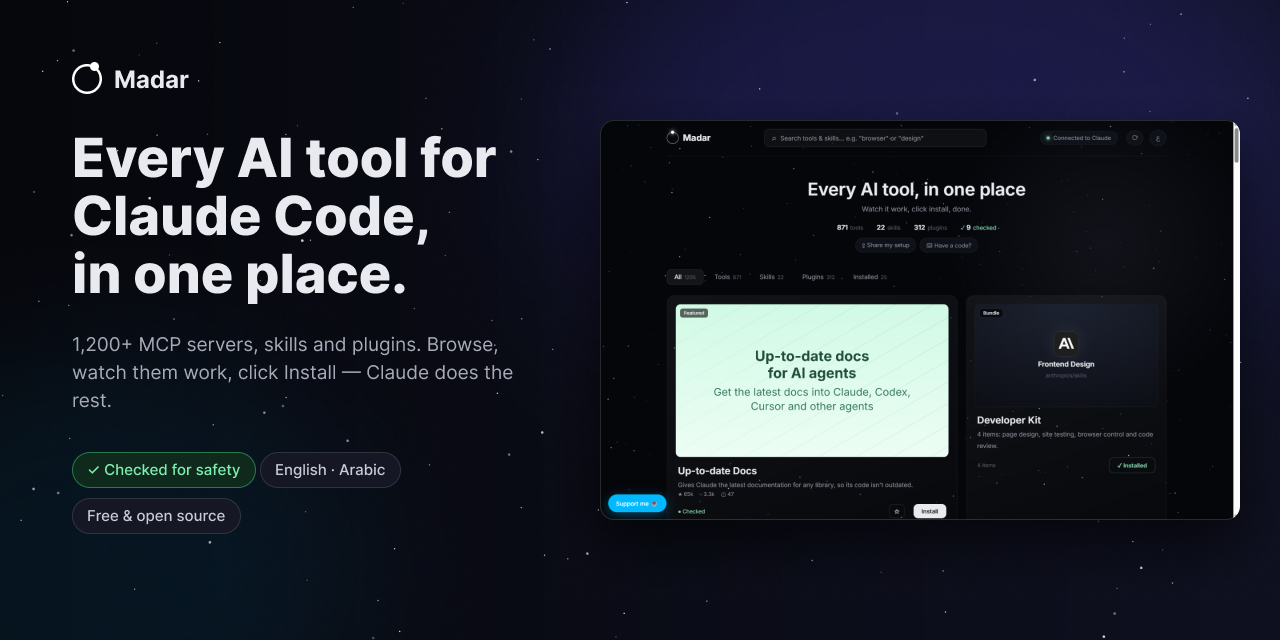 Madar
Every AI tool for
Claude Code,
in one place.
1,200+ MCP servers, skills and plugins. Browse,
watch them work, click Install — Claude does the
rest.
✓ Checked for safety
English · Arabic
Free & open source
Madar
Search tools & skills... e.g. "browser" or "design"
Connected to Claude
ع
Every AI tool, in one place
Watch it work, click install, done.
871 tools 22 skills 312 plugins ✓ 9 checked
Share my setup
Have a code?
All 1205 Tools 871 Skills 22 Plugins 312 Installed 25
Featured
Up-to-date docs
for AI agents
Get the latest docs into Claude, Codex,
Cursor and other agents
Up-to-date Docs
Gives Claude the latest documentation for any library, so its code isn't outdated.
★ 65k 3.3k 47
Checked
Install
Bundle
Frontend Design
anthropics/skills
Developer Kit
4 items: page design, site testing, browser control and code
review.
4 items
✓ Installed
Support me